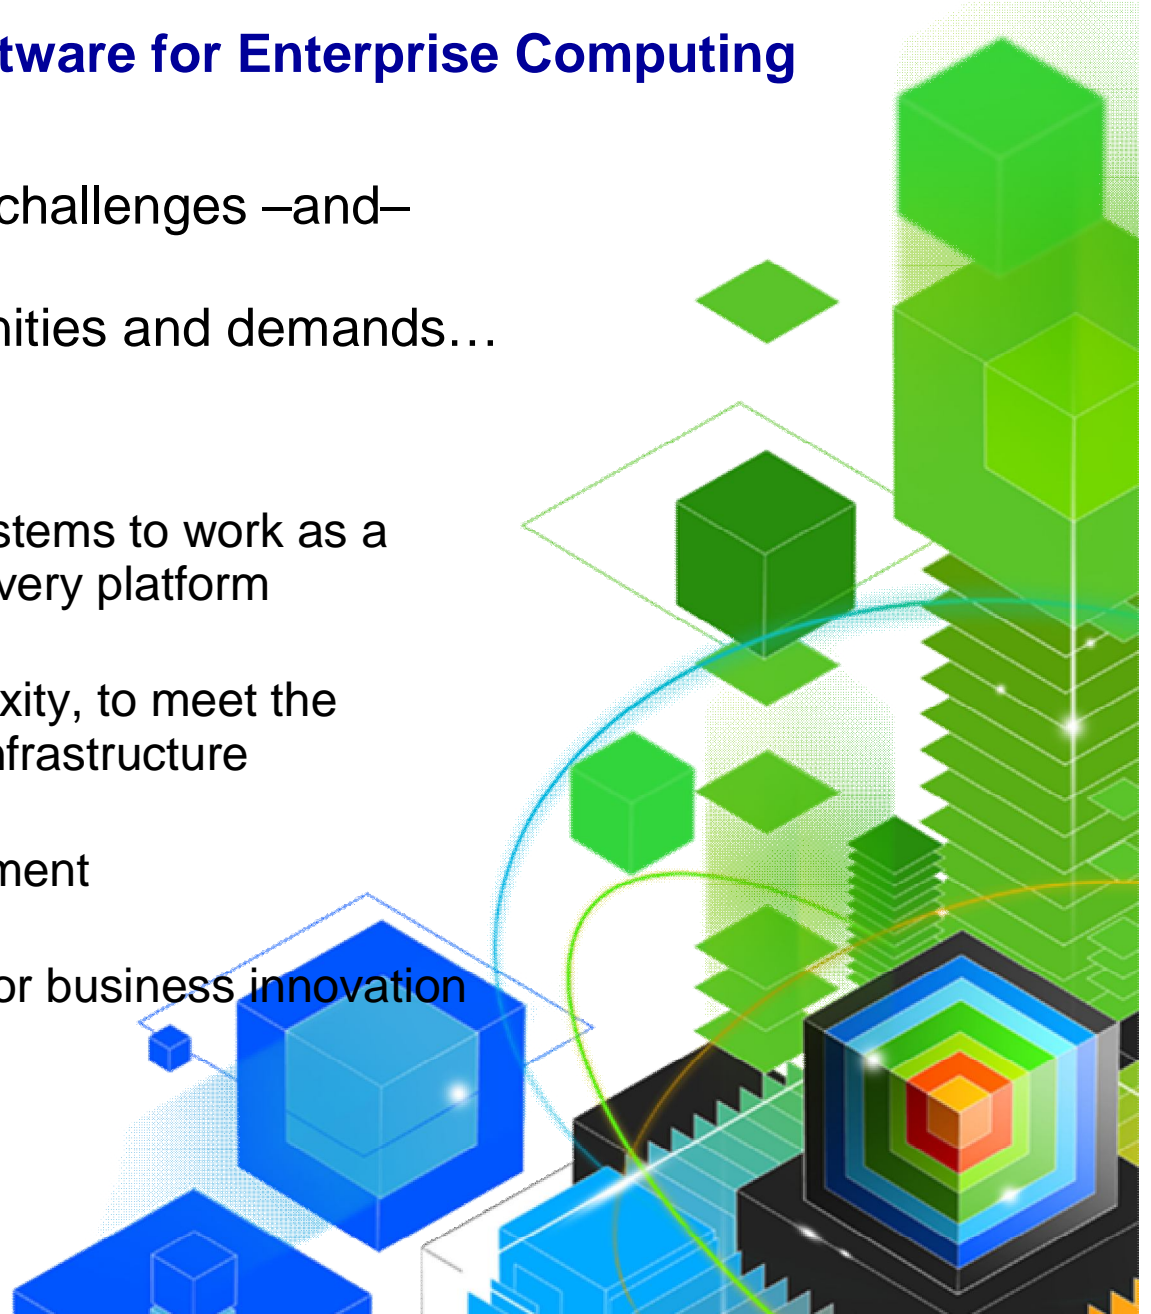 tware for Enterprise Computing
challenges –and–
nities and demands…
stems to work as a
very platform
xity, to meet the
nfrastructure
ment
or business innovation